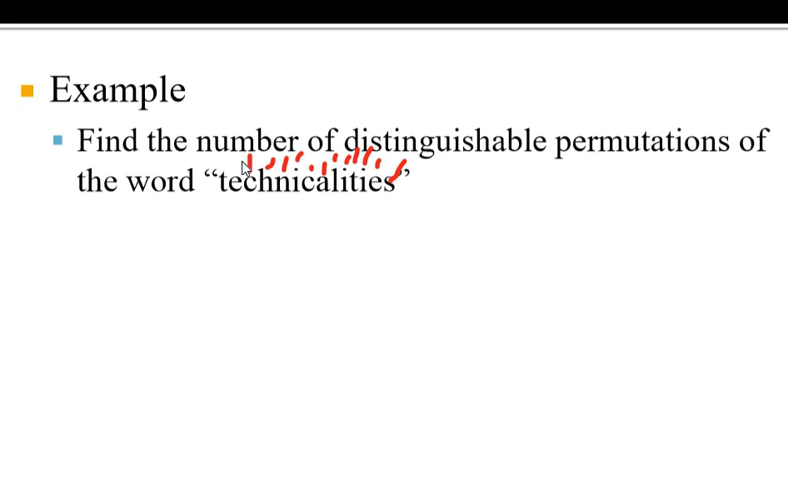 Example
Find the number of distinguishable permutations of
the word “technicalities”